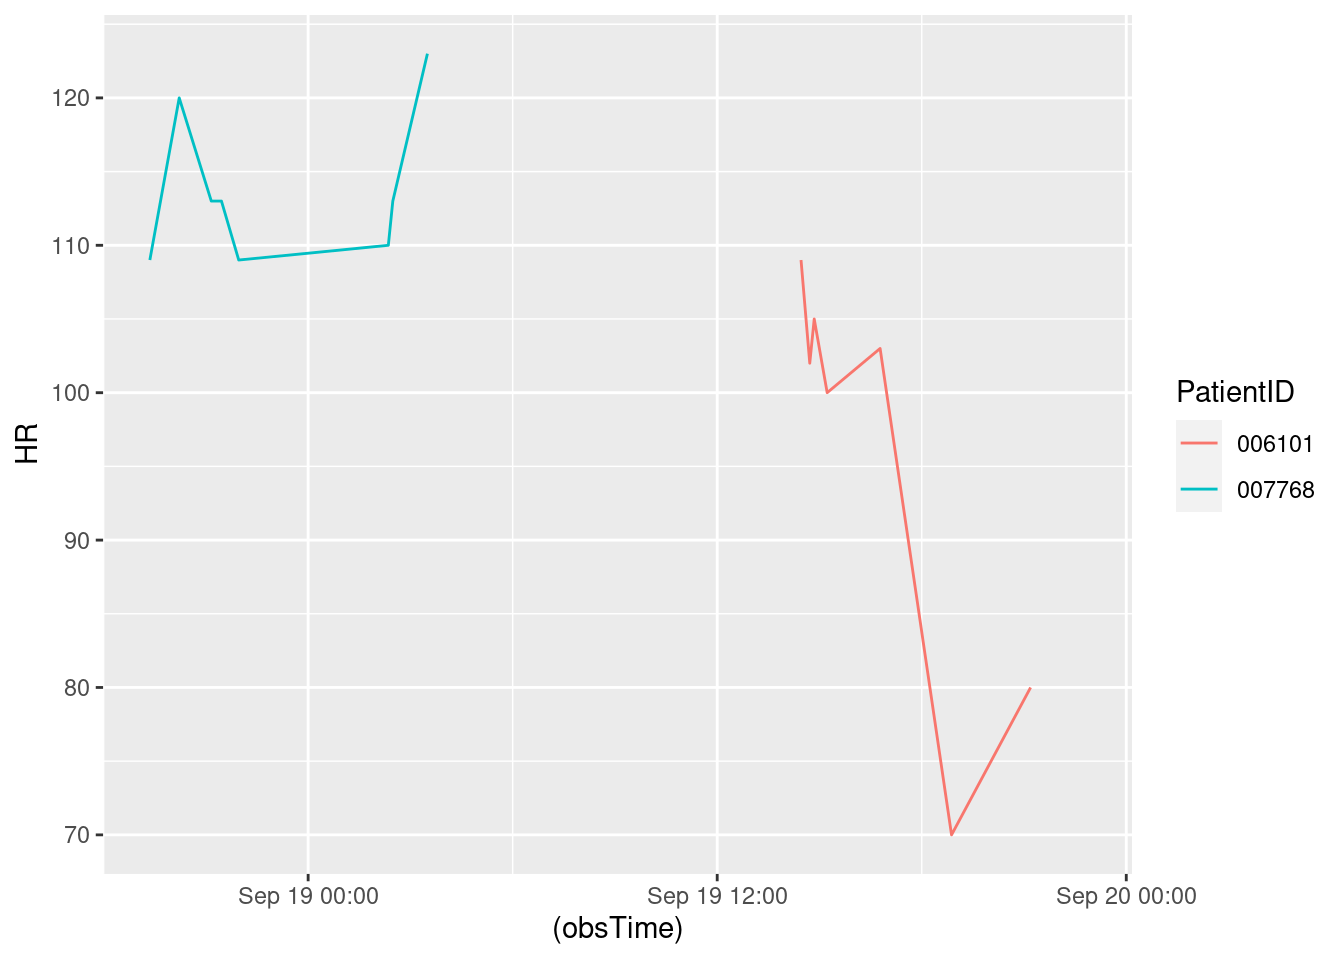 120
110
100
90
80
70
HR
Sep 19 00:00
Sep 19 12:00
Sep 20 00:00
(obsTime)
PatientID
006101
007768